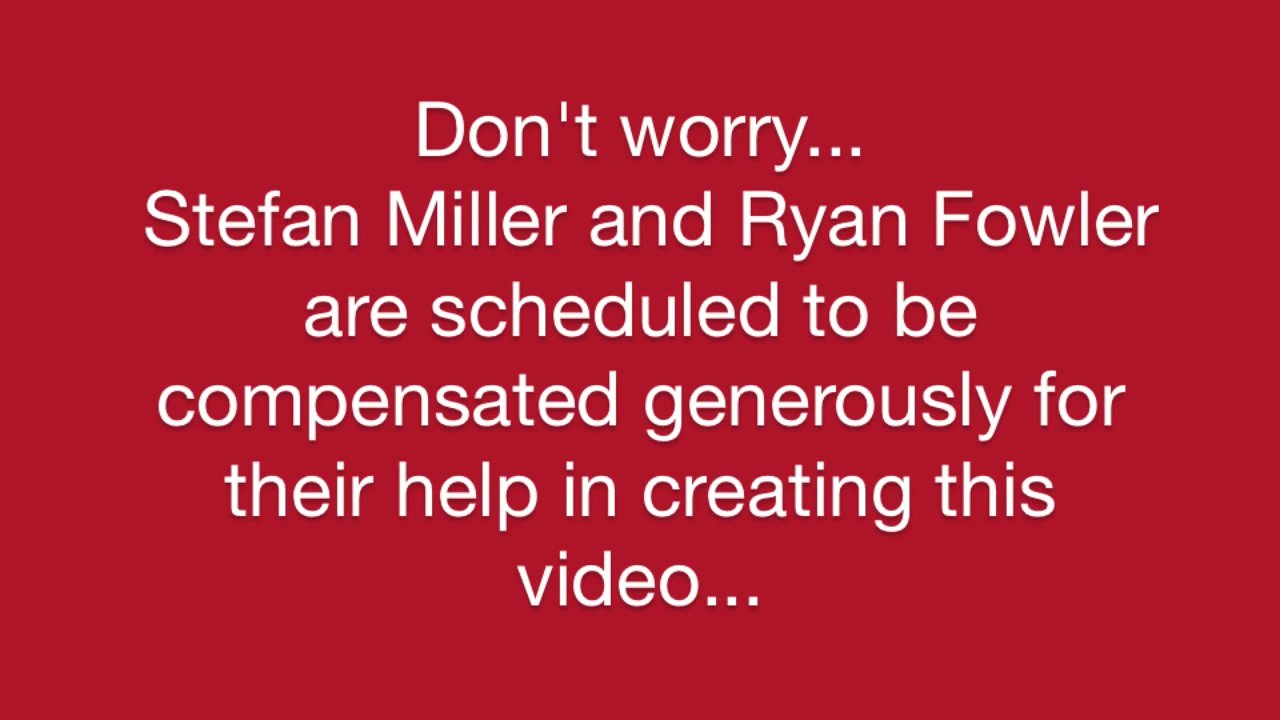 Don't worry...
Stefan Miller and Ryan Fowler
are scheduled to be
compensated generously for
their help in creating this
video...